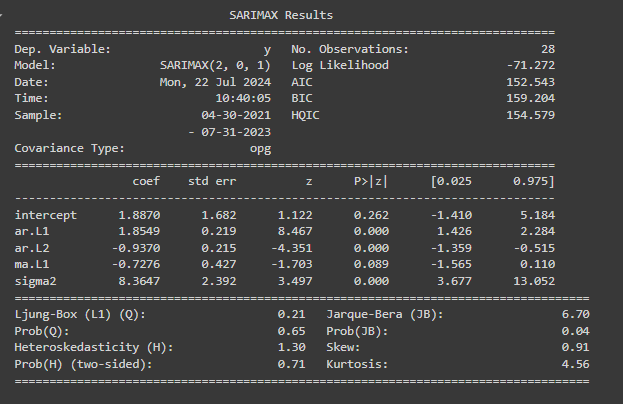 SARIMAX Results
==============================================================================
Dep. Variable:                      y   No. Observations:                   28
Model:               SARIMAX(2, 0, 1)   Log Likelihood                 -71.272
Date:                Mon, 22 Jul 2024   AIC                            152.543
Time:                        10:40:05   BIC                            159.204
Sample:                    04-30-2021   HQIC                           154.579
- 07-31-2023
Covariance Type:                  opg
==============================================================================
coef    std err          z      P>|z|      [0.025      0.975]
------------------------------------------------------------------------------
intercept      1.8870      1.682      1.122      0.262      -1.410       5.184
ar.L1          1.8549      0.219      8.467      0.000       1.426       2.284
ar.L2         -0.9370      0.215     -4.351      0.000      -1.359      -0.515
ma.L1         -0.7276      0.427     -1.703      0.089      -1.565       0.110
sigma2         8.3647      2.392      3.497      0.000       3.677      13.052
===================================================================================
Ljung-Box (L1) (Q):                   0.21   Jarque-Bera (JB):                 6.70
Prob(Q):                              0.65   Prob(JB):                         0.04
Heteroskedasticity (H):               1.30   Skew:                             0.91
Prob(H) (two-sided):                  0.71   Kurtosis:                         4.56
===================================================================================